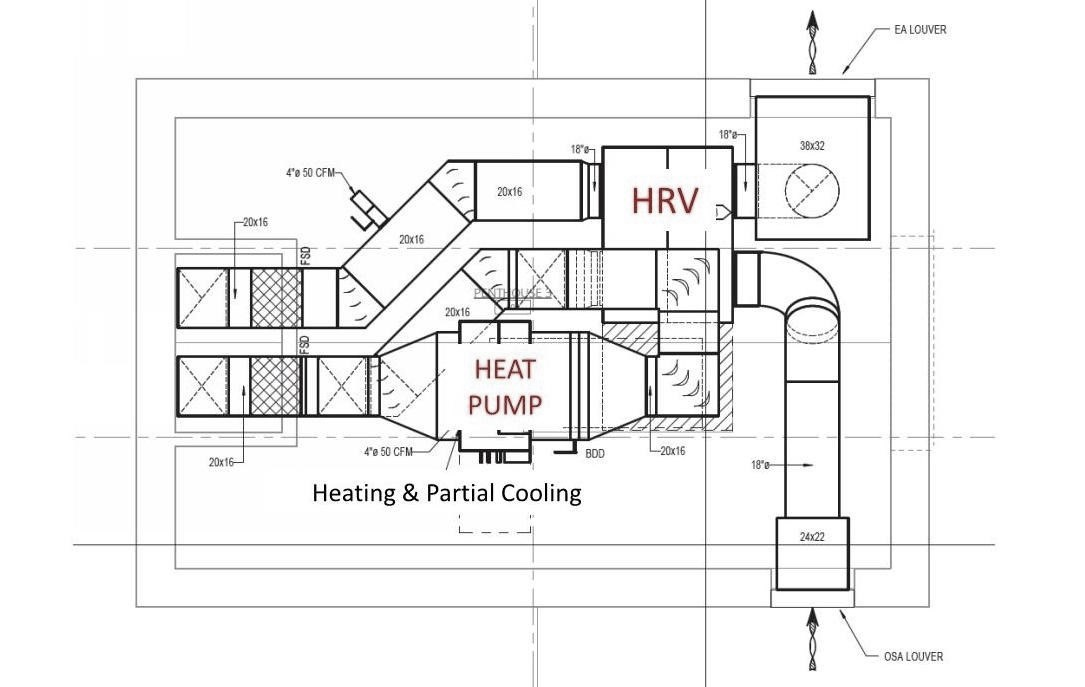 EA LOUVER
18"ø
38x32
18"ø
HRV
4"ø 50 CFM
20x16
20x16
20x16
FSD
PENTHOUSE 3
20x16
FSD
HEAT
PUMP
20x16
4"ø 50 CFM
BDD
20x16
18"ø
Heating & Partial Cooling
24x22
OSA LOUVER